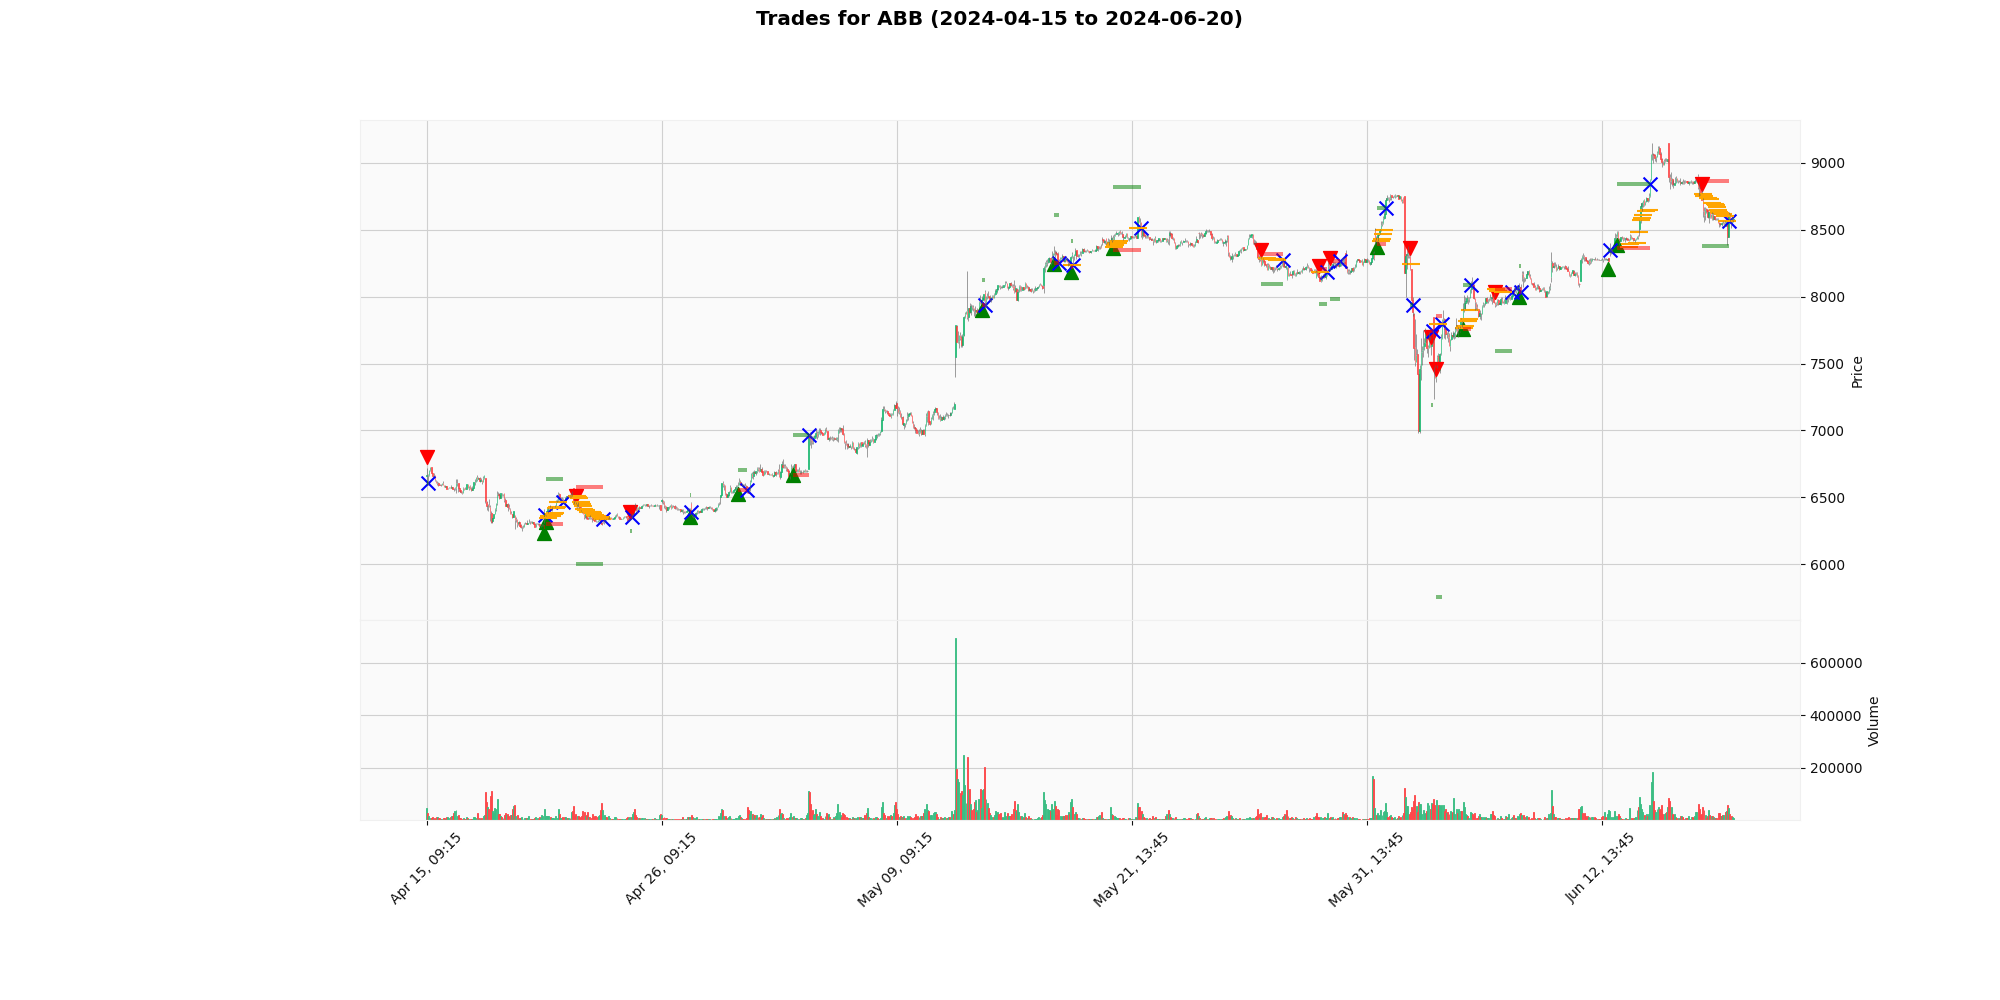 Trades for ABB (2024-04-15 to 2024-06-20)
9000
8500
8000
7500
7000
6500
6000
Price
600000
400000
200000
Volume
Apr 15, 09:15
Apr 26, 09:15
May 09, 09:15
May 21, 13:45
May 31, 13:45
Jun 12, 13:45